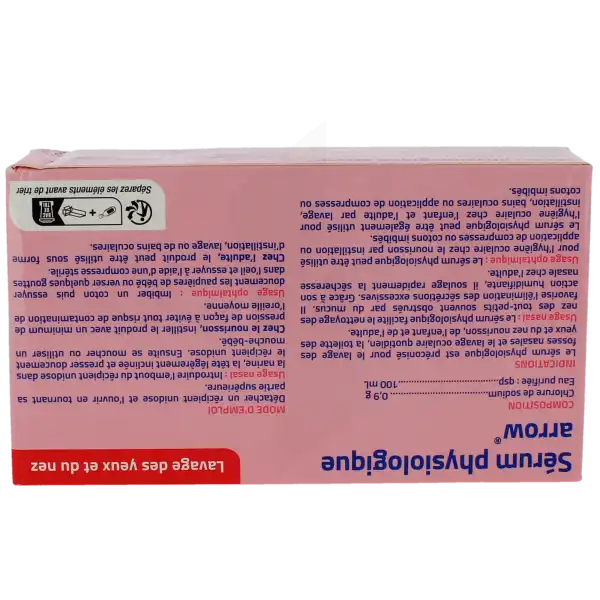 Sérum physiologique
arrow®
Lavage des yeux et du nez
COMPOSITION
Chlorure de sodium..............................0,9 g
Eau purifiée : qsp..........................100 mL
INDICATIONS
Le sérum physiologique est préconisé pour le lavage des
fosses nasales et le lavage oculaire quotidien, la toilette des
yeux et du nez du nourrison, de l'enfant et de l'adulte.
Usage nasal : Le sérum physiologique facilite le nettoyage des
nez des tout-petits souvent obstrués par du mucus. Il
favorise l'élimination des sécrétions excessives. Grâce à son
action humidifiante, il soulage rapidement la sécheresse
nasale chez l'adulte.
Usage ophtalmique : Le sérum physiologique peut être utilisé
pour l'hygiène oculaire chez le nourrisson par instillation ou
application de compresses ou cotons imbibés.
Le sérum physiologique peut être également utilisé pour
l'hygiène oculaire chez l'enfant et l'adulte par lavage,
instillation, bains oculaires ou application de compresses ou
cotons imbibés.
MODE D'EMPLOI
Détacher un récipient unidose et l'ouvrir en tournant sa
partie supérieure.
Usage nasal : Introduire l'embout du récipient unidose dans
la narine, la tête légèrement inclinée et presser doucement
le récipient unidose. Ensuite se moucher ou utiliser un
mouche-bébé.
Chez le nourrisson, instiller le produit avec un minimum de
pression de façon à éviter tout risque de contamination de
l'oreille moyenne.
Usage ophtalmique : Imbiber un coton puis essuyer
doucement les paupières de bébé ou verser quelques gouttes
dans l'oeil et essuyer à l'aide d'une compresse stérile.
Chez l'adulte, le produit peut être utilisé sous forme
d'instillation, lavage ou de bains oculaires.
Séparez les éléments avant de trier